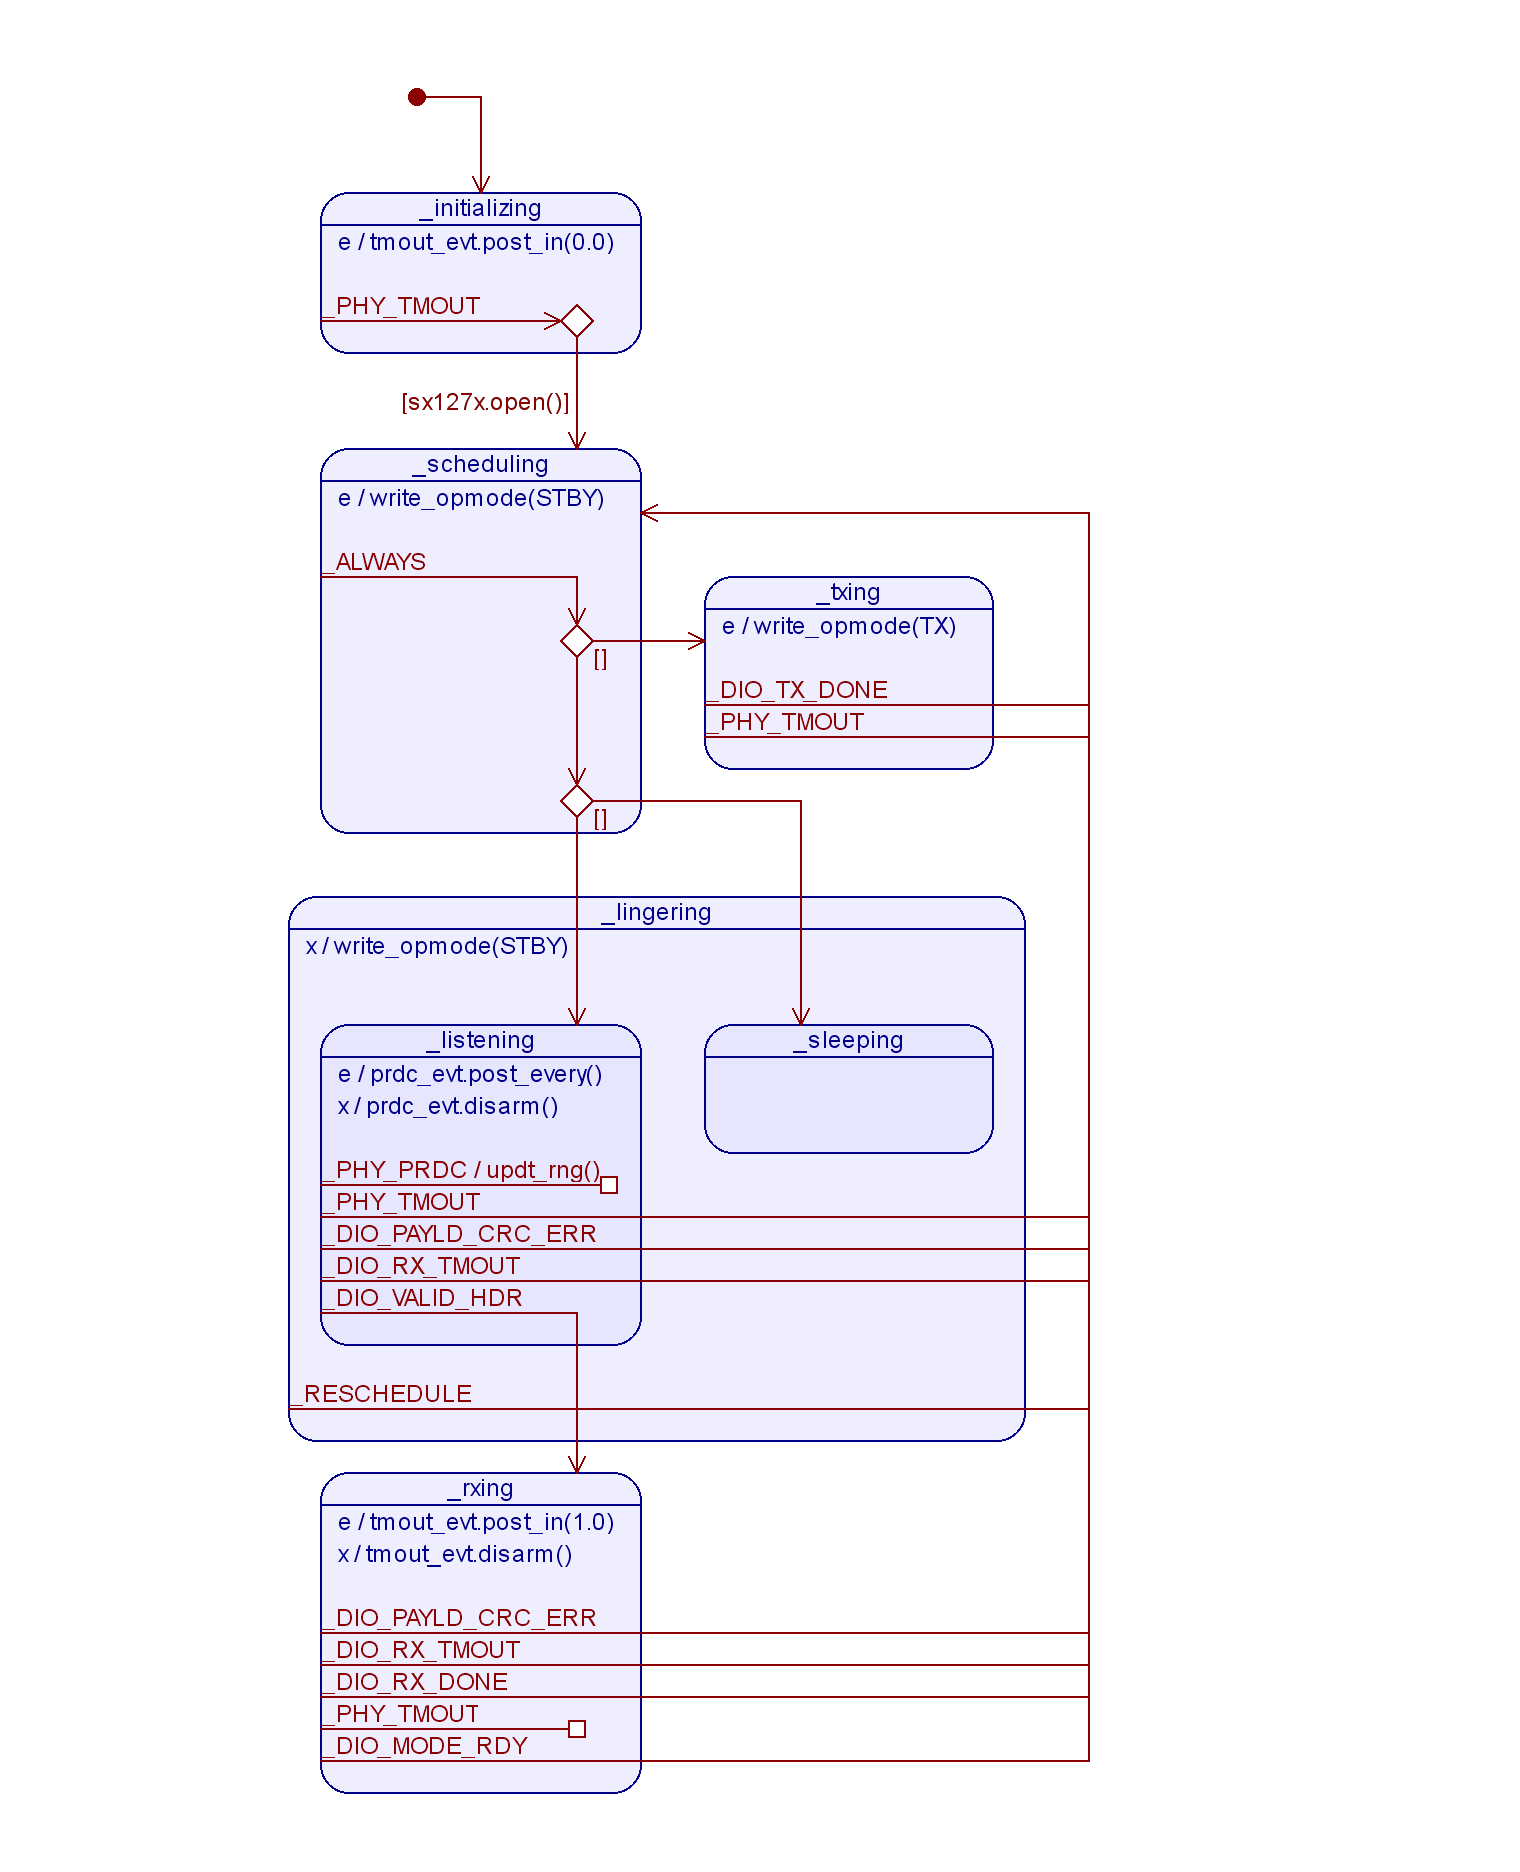 _initializing
e / tmout_evt.post_in(0.0)
_PHY_TMOUT
[sx127x.open()]
_scheduling
e / write_opmode(STBY)
_ALWAYS
[]
[]
_txing
e / write_opmode(TX)
_DIO_TX_DONE
_PHY_TMOUT
_lingering
x / write_opmode(STBY)
_listening
e / prdc_evt.post_every()
x / prdc_evt.disarm()
_PHY_PRDC / updt_rng()
_PHY_TMOUT
_DIO_PAYLD_CRC_ERR
_DIO_RX_TMOUT
_DIO_VALID_HDR
_sleeping
_RESCHEDULE
_rxing
e / tmout_evt.post_in(1.0)
x / tmout_evt.disarm()
_DIO_PAYLD_CRC_ERR
_DIO_RX_TMOUT
_DIO_RX_DONE
_PHY_TMOUT
_DIO_MODE_RDY